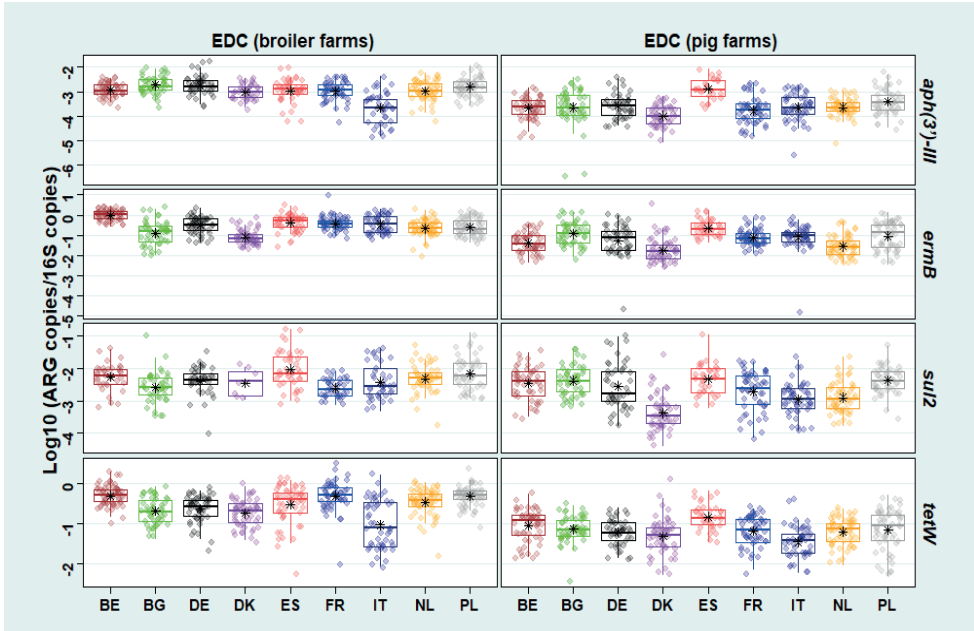 EDC (broiler farms) EDC (pig farms)
Log10 (ARG copies/16S copies)
-2
-3
-4
-5
-6
aph(3')-III
1
0
-1
-2
-3
-4
-5
ermB
-1
-2
-3
-4
sul2
0
-1
-2
tetW
BE BG DE DK ES FR IT NL PL BE BG DE DK ES FR IT NL PL